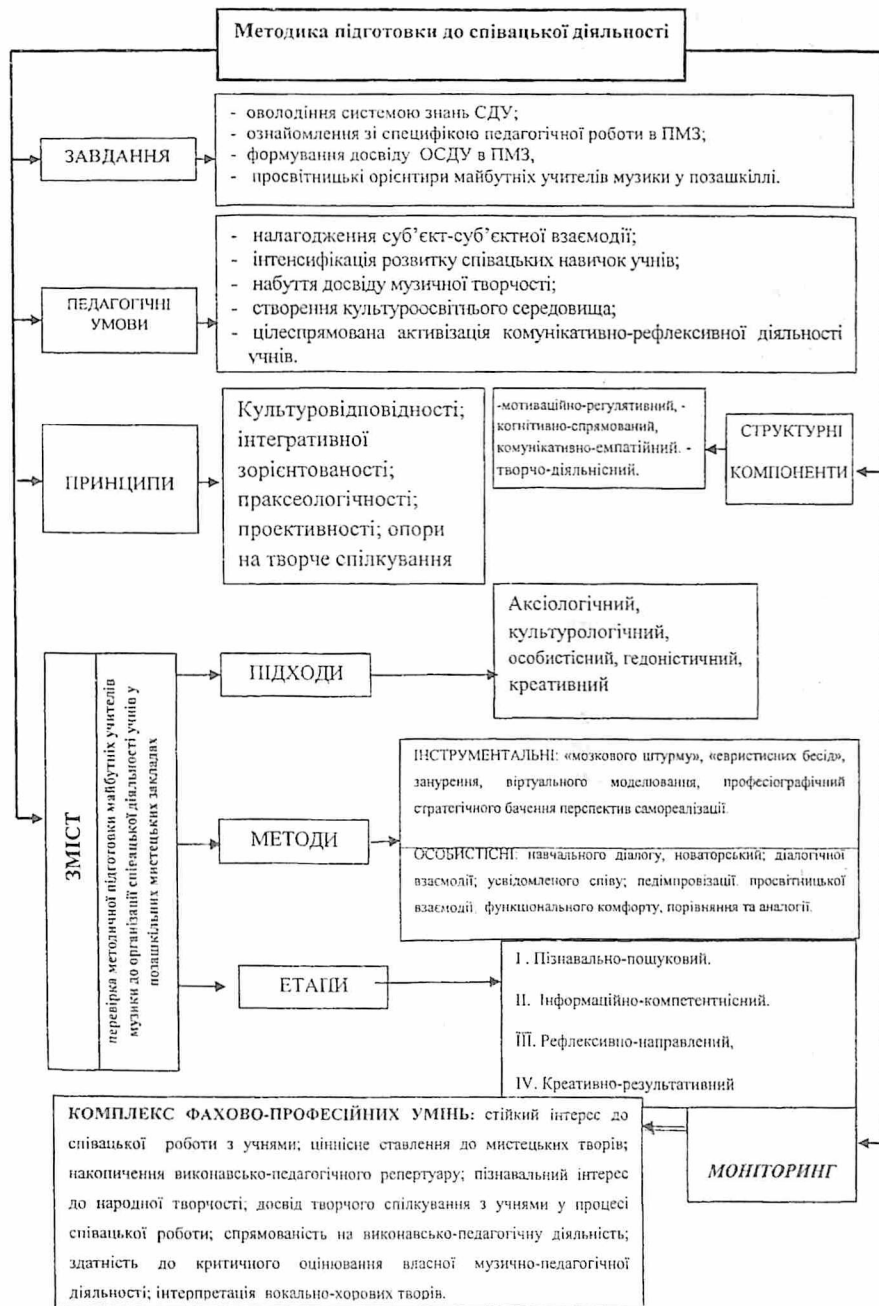 Методика підготовки до співацької діяльності
ЗАВДАННЯ
- оволодіння системою знань СДУ;
- ознайомлення зі специфікою педагогічної роботи в ПМЗ;
- формування досвіду ОСДУ в ПМЗ,
- просвітницькі орієнтири майбутніх учителів музики у позашкіллі.
ПЕДАГОГІЧНІ
УМОВИ
- налагодження суб’єкт-суб’єктної взаємодії;
- інтенсифікація розвитку співацьких навичок учнів;
- набуття досвіду музичної творчості;
- створення культуроосвітнього середовища;
- цілеспрямована активізація комунікативно-рефлексивної діяльності
учнів.
ПРИНЦИПИ
Культуровідповідності;
інтегративної
зорієнтованості;
праксеологічності;
проективності; опори
на творче спілкування
-мотиваційно-регулятивний, -
когнітивно-спрямований,
комунікативно-емпатійний. -
творчо-діяльнісний.
СТРУКТУРНІ
КОМПОНЕНТИ
ЗМІСТ
перевірка методичної підготовки майбутніх учителів
музики до організації співацької діяльності учнів у
позашкільних мистецьких закладах
ПІДХОДИ
Аксіологічний,
культурологічний,
особистісний, гедоністичний,
креативний
МЕТОДИ
ІНСТРУМЕНТАЛЬНІ: «мозкового штурму», «евристисних бесід»,
занурення, віртуального моделювання, професіографічний
стратегічного бачення перспектив самореалізації
ОСОБИСТІСНІ: навчального діалогу, новаторський; діалогічної
взаємодії; усвідомленого співу; педімпровізації. просвітницької
взаємодії функціонального комфорту, порівняння та аналогії.
ЕТАПИ
І . Пізнавально-пошуковий.
ІІ. Інформаційно-компетентнісний.
ІІІ. Рефлексивно-направлений,
IV. Креативно-результативний
КОМПЛЕКС ФАХОВО-ПРОФЕСІЙНИХ УМІНЬ: стійкий інтерес до
співацької роботи з учнями; ціннісне ставлення до мистецьких творів;
накопичення виконавсько-педагогічного репертуару; пізнавальний інтерес
до народної творчості; досвід творчого спілкування з учнями у процесі
співацької роботи; спрямованість на виконавсько-педагогічну діяльність;
здатність до критичного оцінювання власної музично-педагогічної
діяльності; інтерпретація вокально-хорових творів.
МОНІТОРИНГ